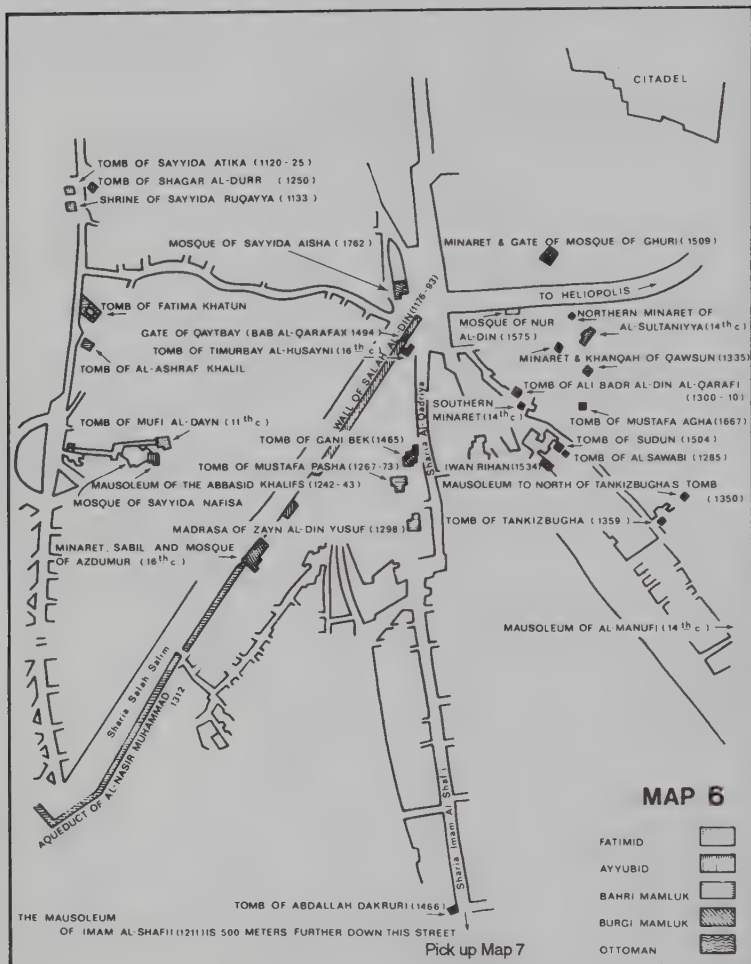 CITADEL
TOMB OF SAYYIDA ATIKA (1120-25)
TOMB OF SHAGAR AL-DURR (1250)
SHRINE OF SAYYIDA RUQAYYA (1133)
MOSQUE OF SAYYIDA AISHA (1762)
MINARET & GATE OF MOSQUE OF GHURI (1509)
TO HELIOPOLIS
WALL OF SALAH AL-DIN (1176-93)
TOMB OF FATIMA KHATUN
GATE OF QAYTBAY (BAB AL-QARAFAX 1494)
TOMB OF TIMURBAY AL-HUSAYNI (16th c)
TOMB OF AL-ASHRAF KHALIL
MOSQUE OF NUR
AL-DIN (1575)
NORTHERN MINARET OF
AL-SULTANIYYA (14th c)
MINARET & KHANQAH OF QAWSUN (1335)
TOMB OF ALI BADR AL-DIN AL-QARAFI
(1300-10)
SOUTHERN
MINARET (14th c)
TOMB OF MUSTAFA AGHA (1667)
TOMB OF MUFI AL-DAYN (11th c)
Sharia Al-Qadriya
TOMB OF GANI BEK (1465)
TOMB OF SUDUN (1504)
TOMB OF AL SAWABI (1285)
TOMB OF MUSTAFA PASHA (1267-73)
IWAN RIHAN (1534)
MAUSOLEUM OF THE ABBASID KHALIFS (1242-43)
MAUSOLEUM TO NORTH OF TANKIZBUGHAS TOMB
(1350)
MOSQUE OF SAYYIDA NAFISA
MADRASA OF ZAYN AL-DIN YUSUF (1298)
TOMB OF TANKIZBUGHA (1359)
MINARET, SABIL AND MOSQUE
OF AZDUMUR (16th c)
MAUSOLEUM OF AL-MANUFI (14th c)
Sharia Salah Salim
AQUEDUCT OF AL-NASIR MUHAMMAD 1312
Sharia Imam Al Shafi
MAP 6
FATIMID
AYYUBID
BAHRI MAMLUK
BURGI MAMLUK
OTTOMAN
TOMB OF ABDALLAH DAKRURI (1466)
THE MAUSOLEUM
OF IMAM AL-SHAFII (1211) IS 500 METERS FURTHER DOWN THIS STREET
Pick up Map 7